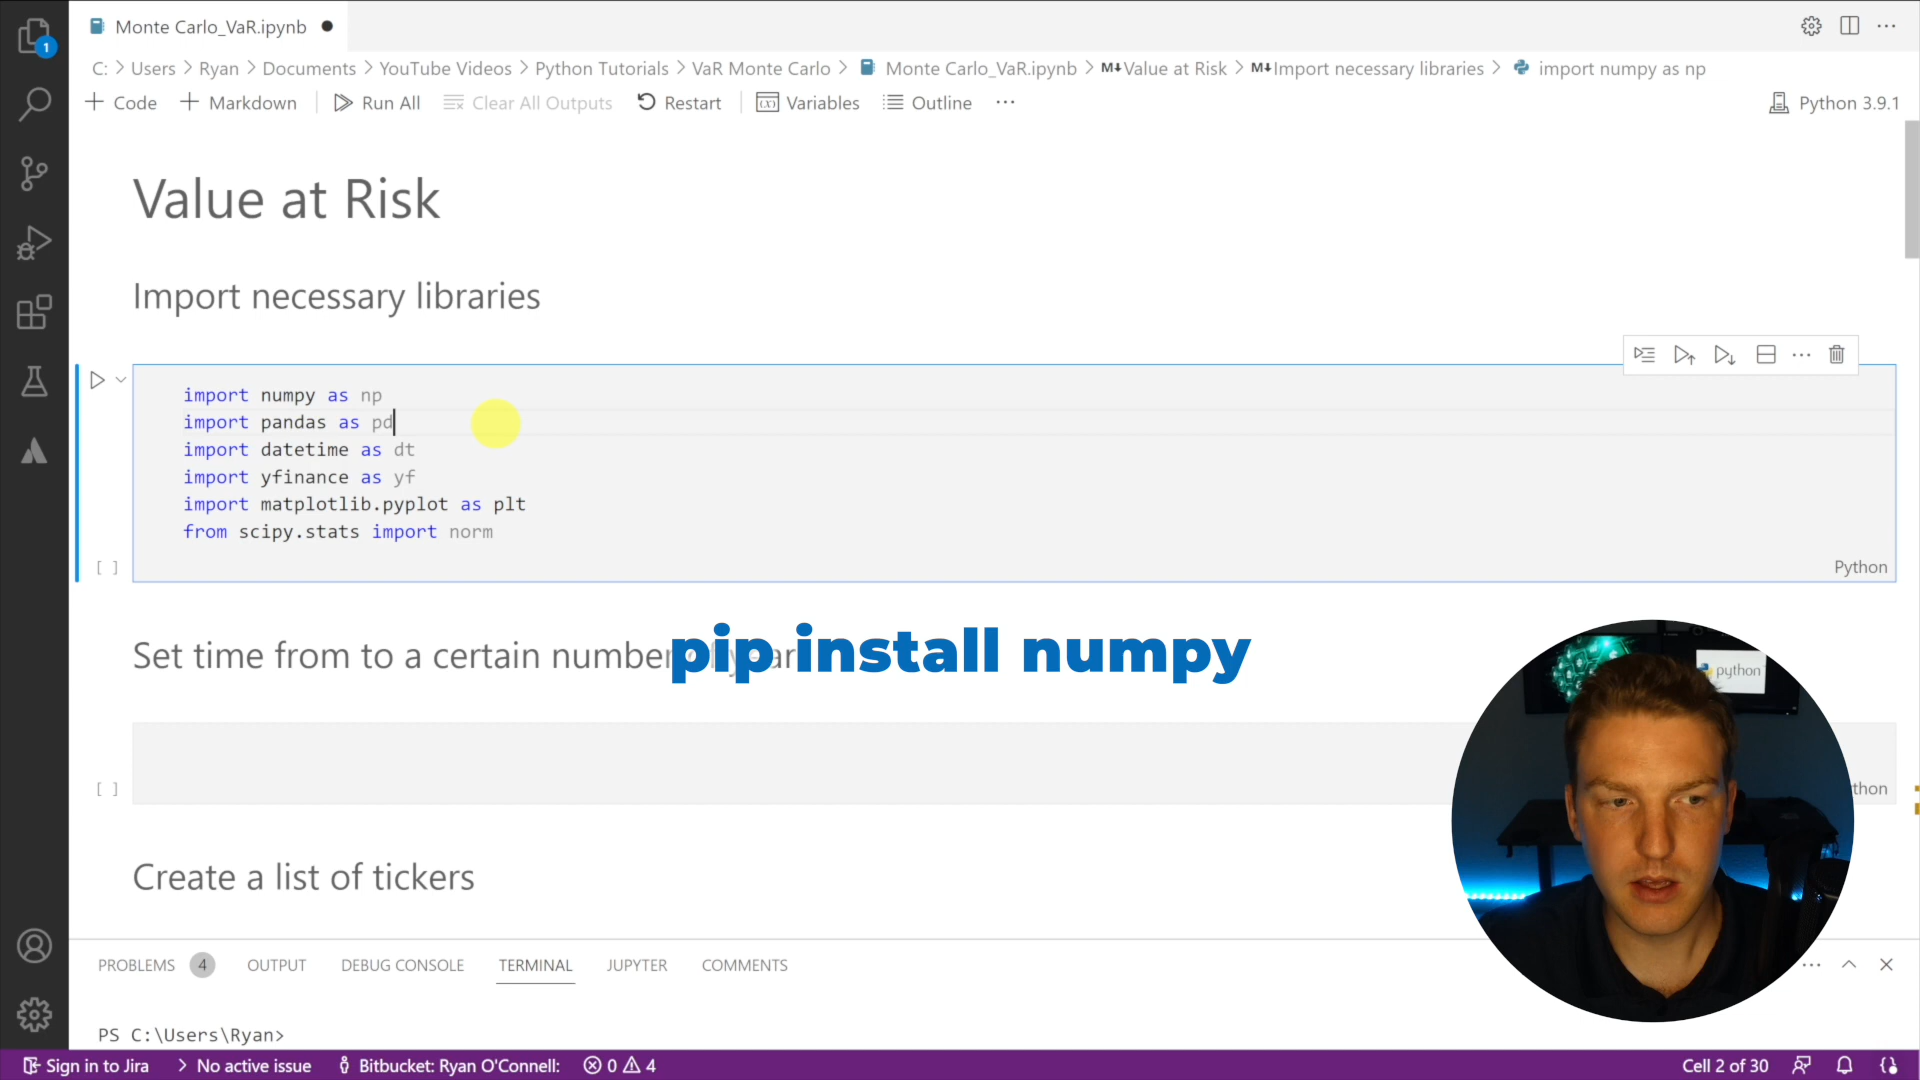 Monte Carlo_VaR.ipynb
C: > Users > Ryan > Documents > YouTube Videos > Python Tutorials > VaR Monte Carlo > Monte Carlo_VaR.ipynb > M↓Value at Risk > M↓Import necessary libraries > import numpy as np
+ Code + Markdown Run All Clear All Outputs Restart Variables Outline ··· Python 3.9.1
Value at Risk
Import necessary libraries
import numpy as np
import pandas as pd
import datetime as dt
import yfinance as yf
import matplotlib.pyplot as plt
from scipy.stats import norm
[ ]
Python
Set time from to a certain number
pip install numpy
python
[ ]
thon
Create a list of tickers
PROBLEMS 4 OUTPUT DEBUG CONSOLE TERMINAL JUPYTER COMMENTS
PS C:\Users\Ryan>
1
Sign in to Jira > No active issue Bitbucket: Ryan O'Connell: 0 4 Cell 2 of 30